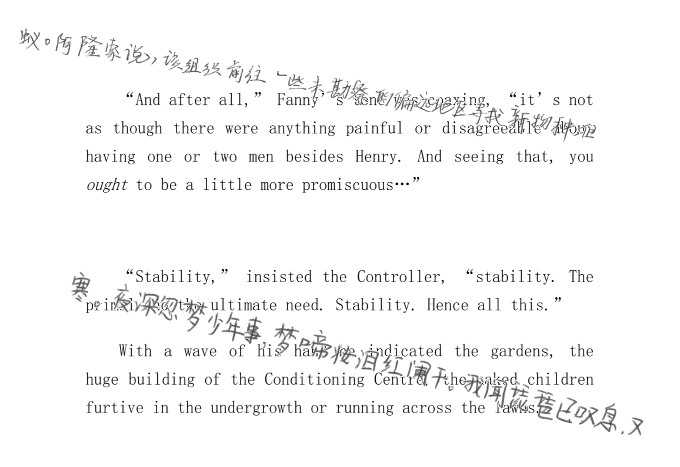 蚁。阿隆索说，该组织前往一些未勘察的偏远地区寻找新物种，在
“And after all,” Fanny’s tone was coaxing, “it’s not
as though there were anything painful or disagreeable about
having one or two men besides Henry. And seeing that, you
ought to be a little more promiscuous…”
“Stability,” insisted the Controller, “stability. The
primal and the ultimate need. Stability. Hence all this.”
寒。夜深忽梦少年事，梦啼妆泪红阑干。我闻琵琶已叹息，又
With a wave of his hand he indicated the gardens, the
huge building of the Conditioning Centre, the naked children
furtive in the undergrowth or running across the lawns.